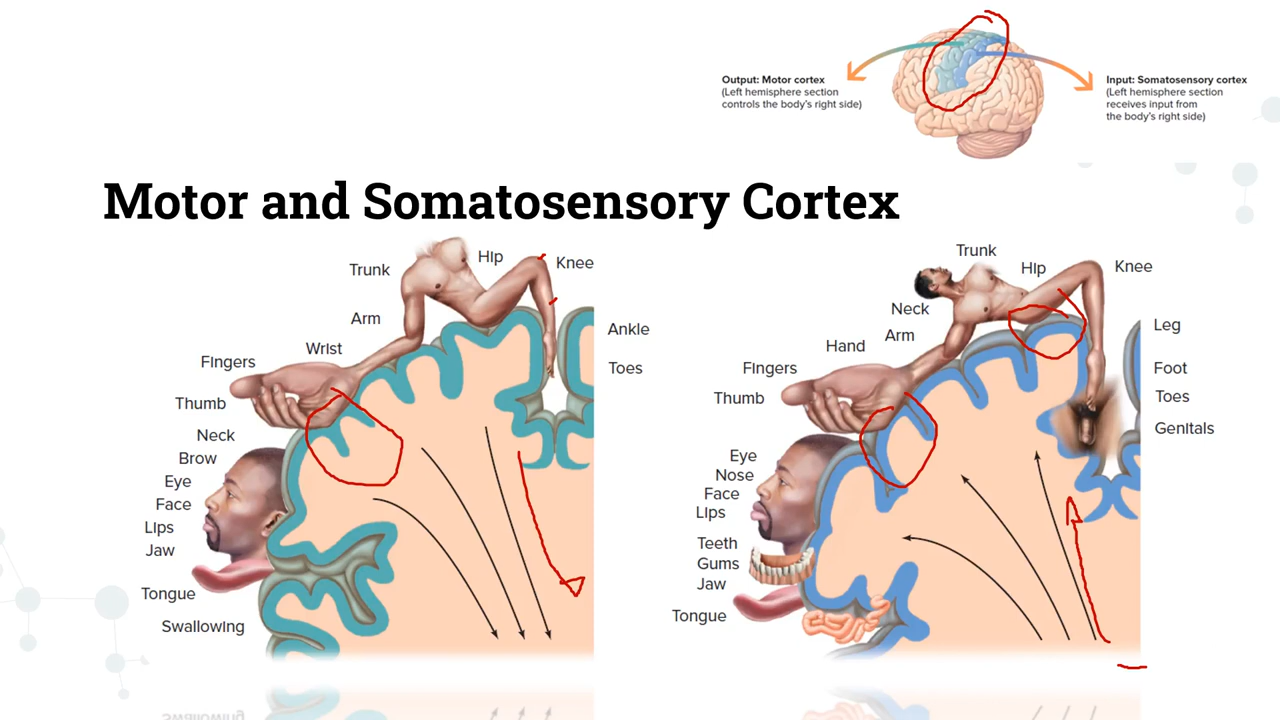 Output: Motor cortex
(Left hemisphere section
controls the body's right side)
Input: Somatosensory cortex
(Left hemisphere section
receives input from
the body's right side)
Motor and Somatosensory Cortex
Trunk
Hip
Knee
Arm
Wrist
Fingers
Thumb
Neck
Brow
Eye
Face
Lips
Jaw
Tongue
Swallowing
Ankle
Toes
Trunk
Hip
Knee
Neck
Arm
Hand
Fingers
Thumb
Eye
Nose
Face
Lips
Teeth
Gums
Jaw
Tongue
Leg
Foot
Toes
Genitals